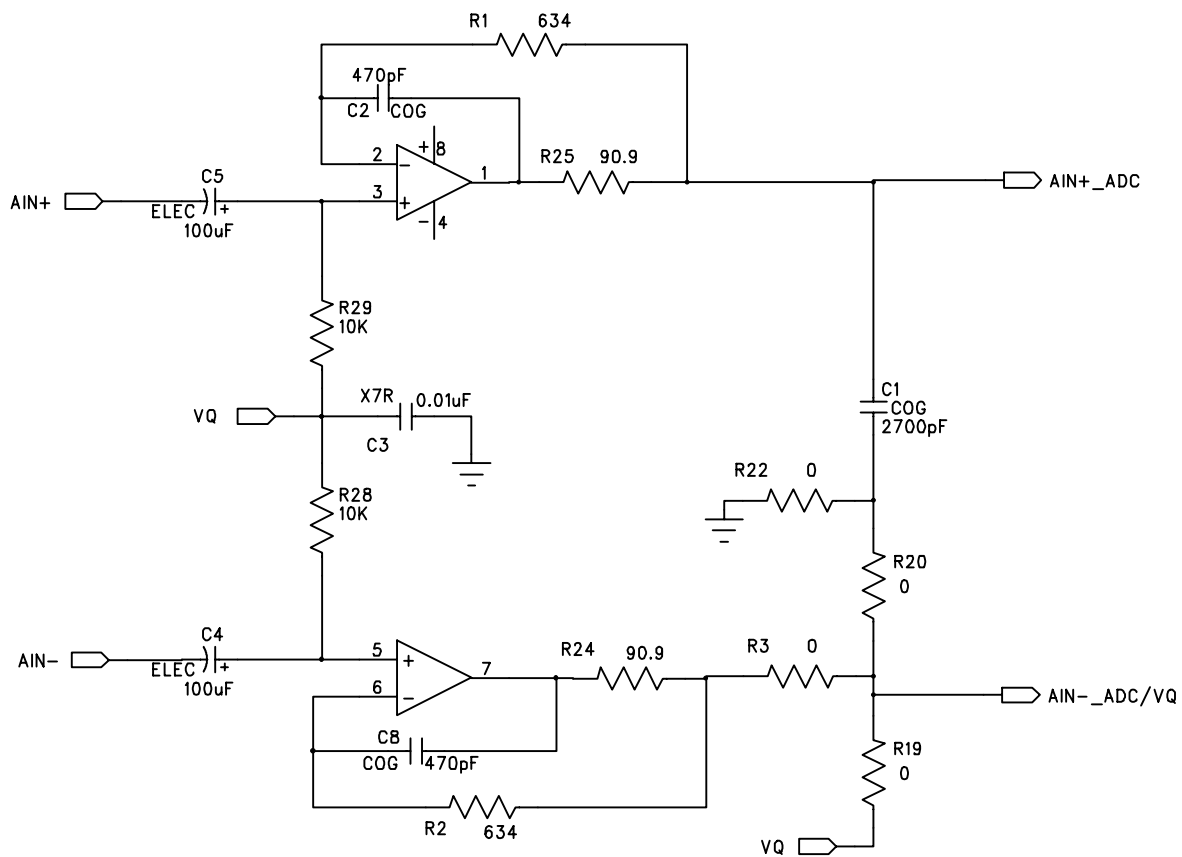 R1 634
470pF
C2 COG
+ 8
2 −
R25 90.9
1
AIN+_ADC
C5
AIN+
ELEC +
100uF
3 +
− 4
R29
10K
C1
COG
2700pF
X7R 0.01uF
VQ
C3
R22 0
R28
10K
R20
0
C4
AIN-
ELEC +
100uF
5 +
R24 90.9
R3 0
7
6 −
AIN-_ADC/VQ
C8
COG 470pF
R19
0
R2 634
VQ